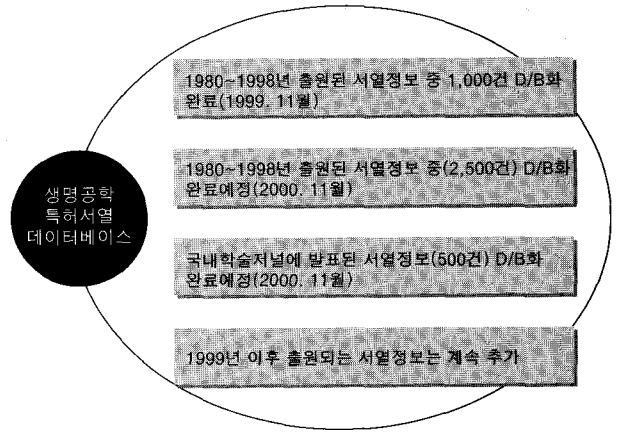 생명공학
특허서열
데이터베이스
1980~1998년 출원된 서열정보 중 1,000건 D/B화
완료(1999. 11월)
1980~1998년 출원된 서열정보 중(2,500건) D/B화
완료예정(2000. 11월)
국내학술저널에 발표된 서열정보(500건) D/B화
완료예정(2000. 11월)
1999년 이후 출원되는 서열정보는 계속 추가